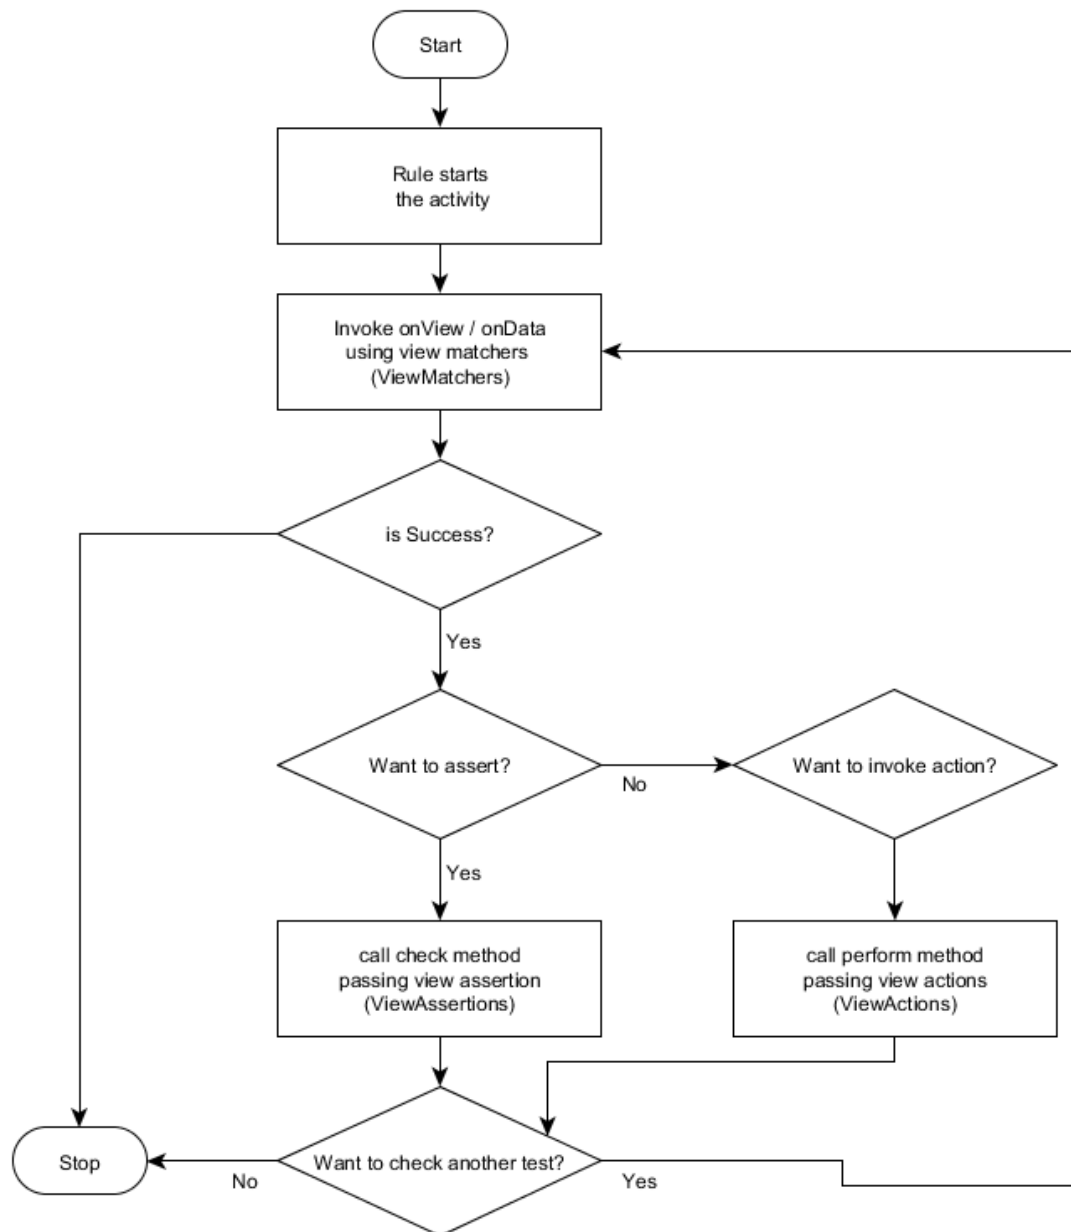 Start
Rule starts
the activity
Invoke onView / onData
using view matchers
(ViewMatchers)
is Success?
Yes
Want to assert?
No
Want to invoke action?
Yes
call check method
passing view assertion
(ViewAssertions)
call perform method
passing view actions
(ViewActions)
Stop
No
Want to check another test?
Yes